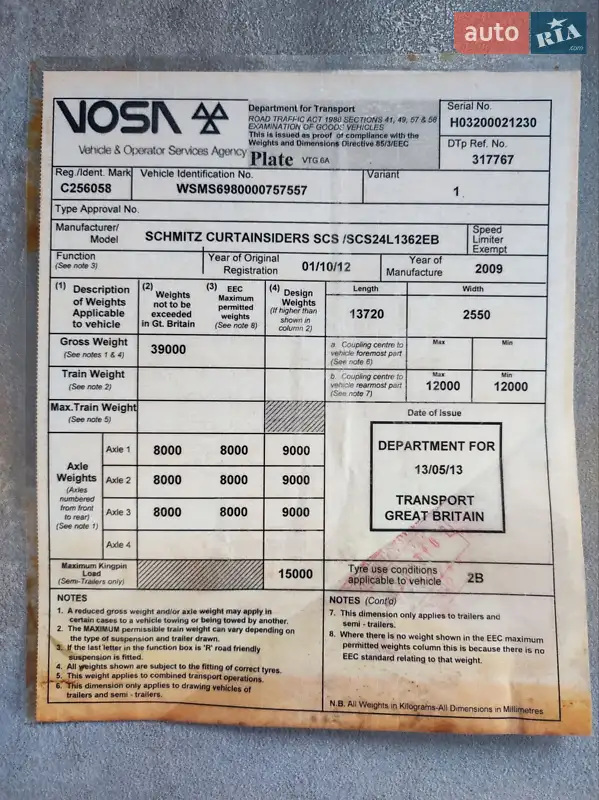 auto RIA .com
VOSA
Vehicle & Operator Services Agency
Department for Transport
ROAD TRAFFIC ACT 1988 SECTIONS 41, 49, 57 & 58
EXAMINATION OF GOODS VEHICLES
This is issued as proof of compliance with the
Weights and Dimensions Directive 85/3/EEC
Plate VTG 6A
Serial No.
H03200021230
DTp Ref. No.
317767
Reg./Ident. Mark
C256058
Vehicle Identification No.
WSMS6980000757557
Variant
1
Type Approval No.
Manufacturer/
Model
SCHMITZ CURTAINSIDERS SCS /SCS24L1362EB
Speed
Limiter
Exempt
Function
(See note 3)
Year of Original
Registration
01/10/12
Year of
Manufacture
2009
(1) Description
of Weights
Applicable
to vehicle
(2) Weights
not to be
exceeded
in Gt. Britain
(3) EEC
Maximum
permitted
weights
(See note 8)
(4) Design
Weights
(If higher than
shown in
column 2)
Length
Width
13720
2550
Gross Weight
(See notes 1 & 4)
39000
a. Coupling centre to
vehicle foremost part
(See note 6)
Max
Min
Train Weight
(See note 2)
b. Coupling centre to
vehicle rearmost part
(See note 7)
Max
12000
Min
12000
Max.Train Weight
(See note 5)
Date of issue
Axle
Weights
(Axles
numbered
from front
to rear)
(See note 1)
Axle 1 8000 8000 9000
Axle 2 8000 8000 9000
Axle 3 8000 8000 9000
Axle 4
DEPARTMENT FOR
13/05/13
TRANSPORT
GREAT BRITAIN
Maximum Kingpin
Load
(Semi-Trailers only)
15000
Tyre use conditions
applicable to vehicle
2B
NOTES
1. A reduced gross weight and/or axle weight may apply in
certain cases to a vehicle towing or being towed by another.
2. The MAXIMUM permissible train weight can vary depending on
the type of suspension and trailer drawn.
3. If the last letter in the function box is 'R' road friendly
suspension is fitted.
4. All weights shown are subject to the fitting of correct tyres.
5. This weight applies to combined transport operations.
6. This dimension only applies to drawing vehicles of
trailers and semi - trailers.
NOTES (Cont'd)
7. This dimension only applies to trailers and
semi - trailers.
8. Where there is no weight shown in the EEC maximum
permitted weights column this is because there is no
EEC standard relating to that weight.
N.B. All Weights in Kilograms-All Dimensions in Millimetres